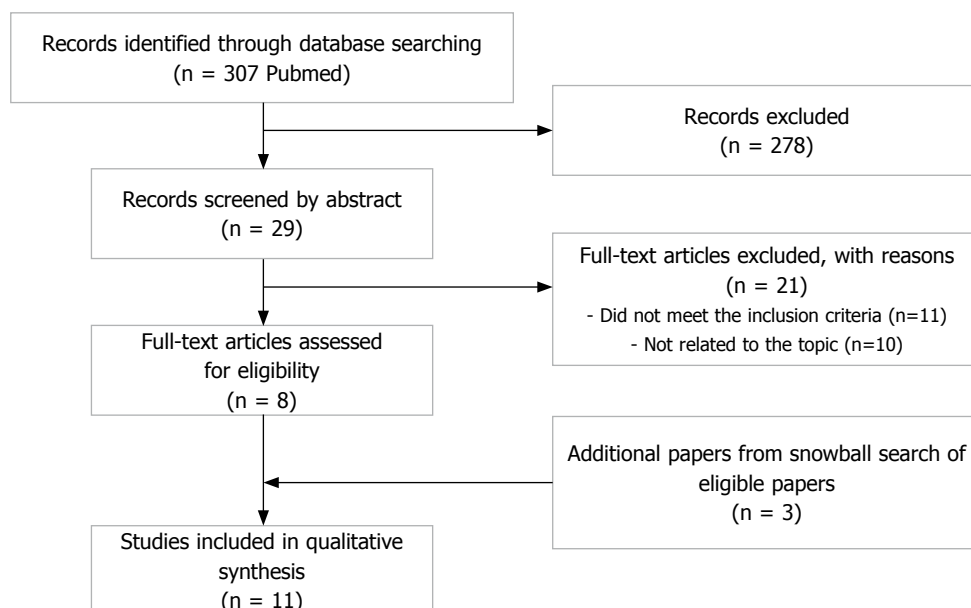 Records identified through database searching
(n = 307 Pubmed)
Records excluded
(n = 278)
Records screened by abstract
(n = 29)
Full-text articles excluded, with reasons
(n = 21)
- Did not meet the inclusion criteria (n=11)
- Not related to the topic (n=10)
Full-text articles assessed
for eligibility
(n = 8)
Additional papers from snowball search of
eligible papers
(n = 3)
Studies included in qualitative
synthesis
(n = 11)